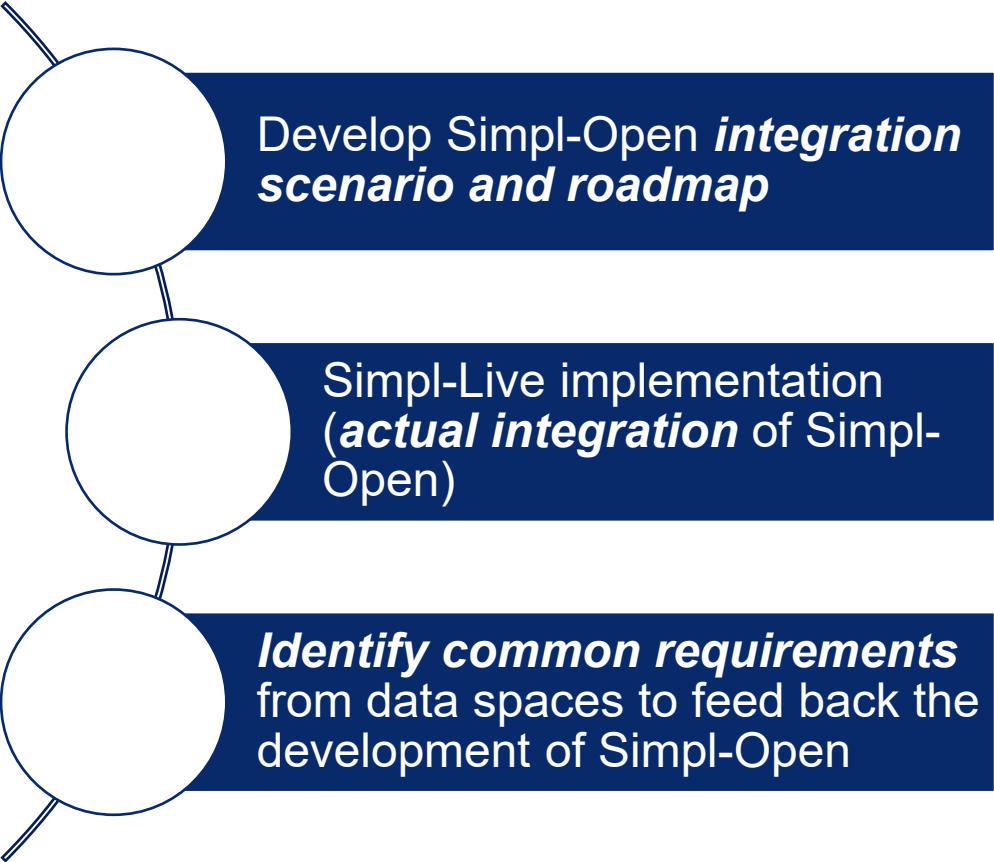 Develop Simpl-Open integration
scenario and roadmap
Simpl-Live implementation
(actual integration of Simpl-
Open)
Identify common requirements
from data spaces to feed back the
development of Simpl-Open